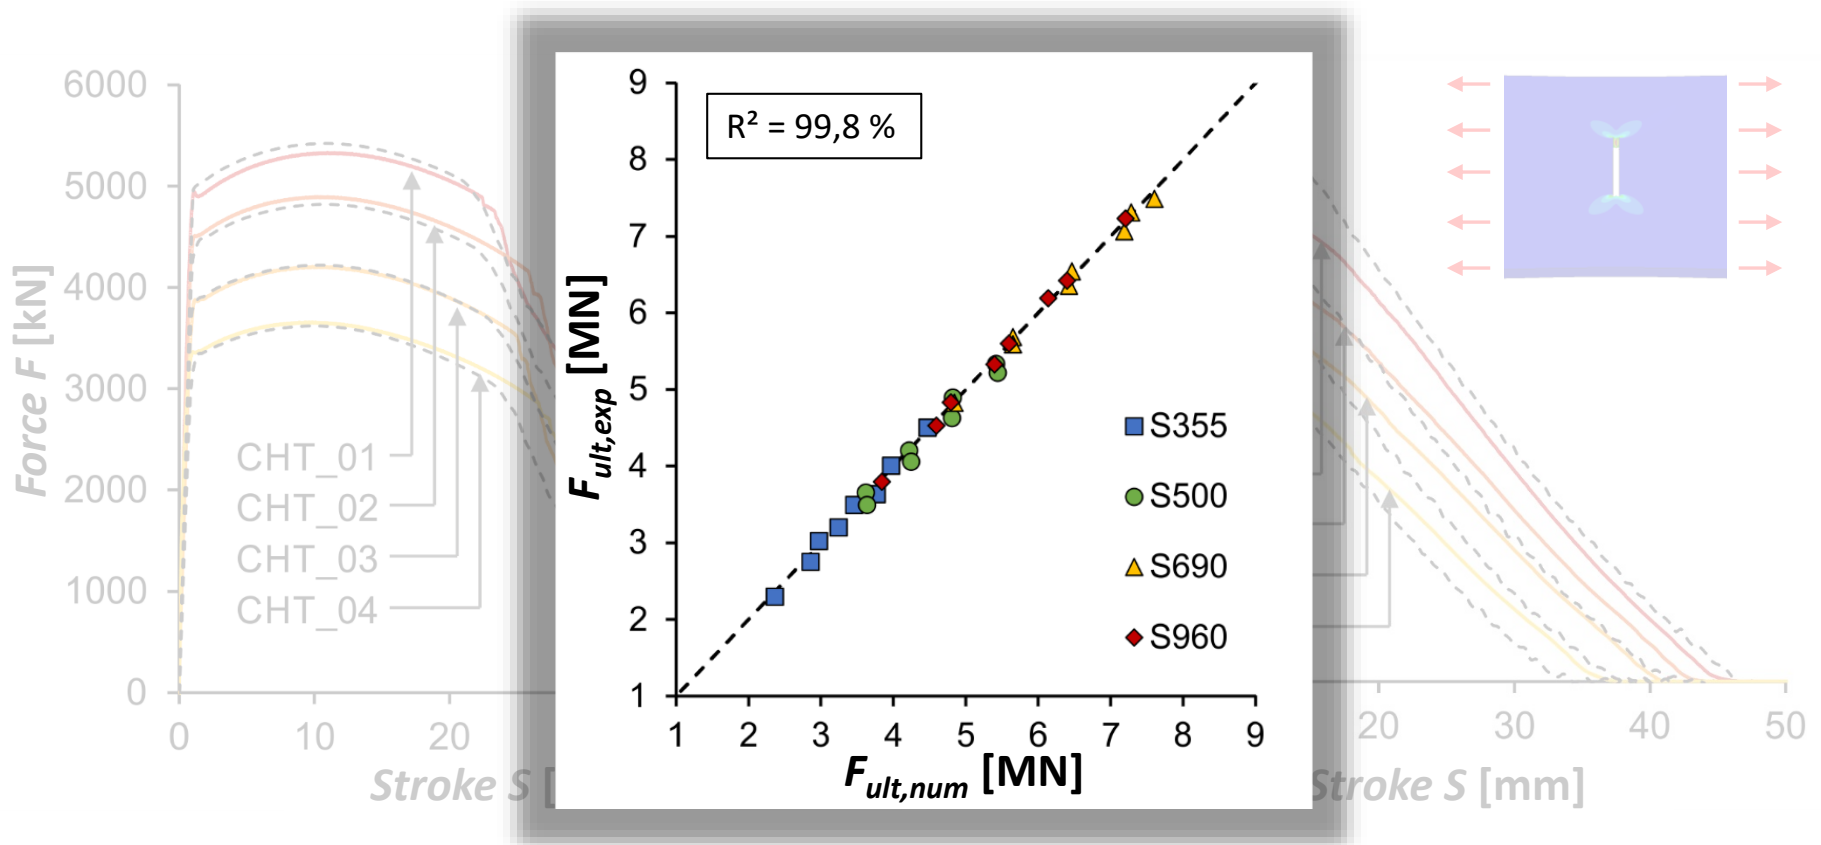 6000
5000
4000
3000
2000
1000
0
Force F [kN]
CHT_01
CHT_02
CHT_03
CHT_04
0
10
20
Stroke S [
R² = 99,8 %
9
8
7
6
5
4
3
2
1
F_ult,exp [MN]
S355
S500
S690
S960
1
2
3
4
5
6
7
8
9
F_ult,num [MN]
20
30
40
50
Stroke S [mm]